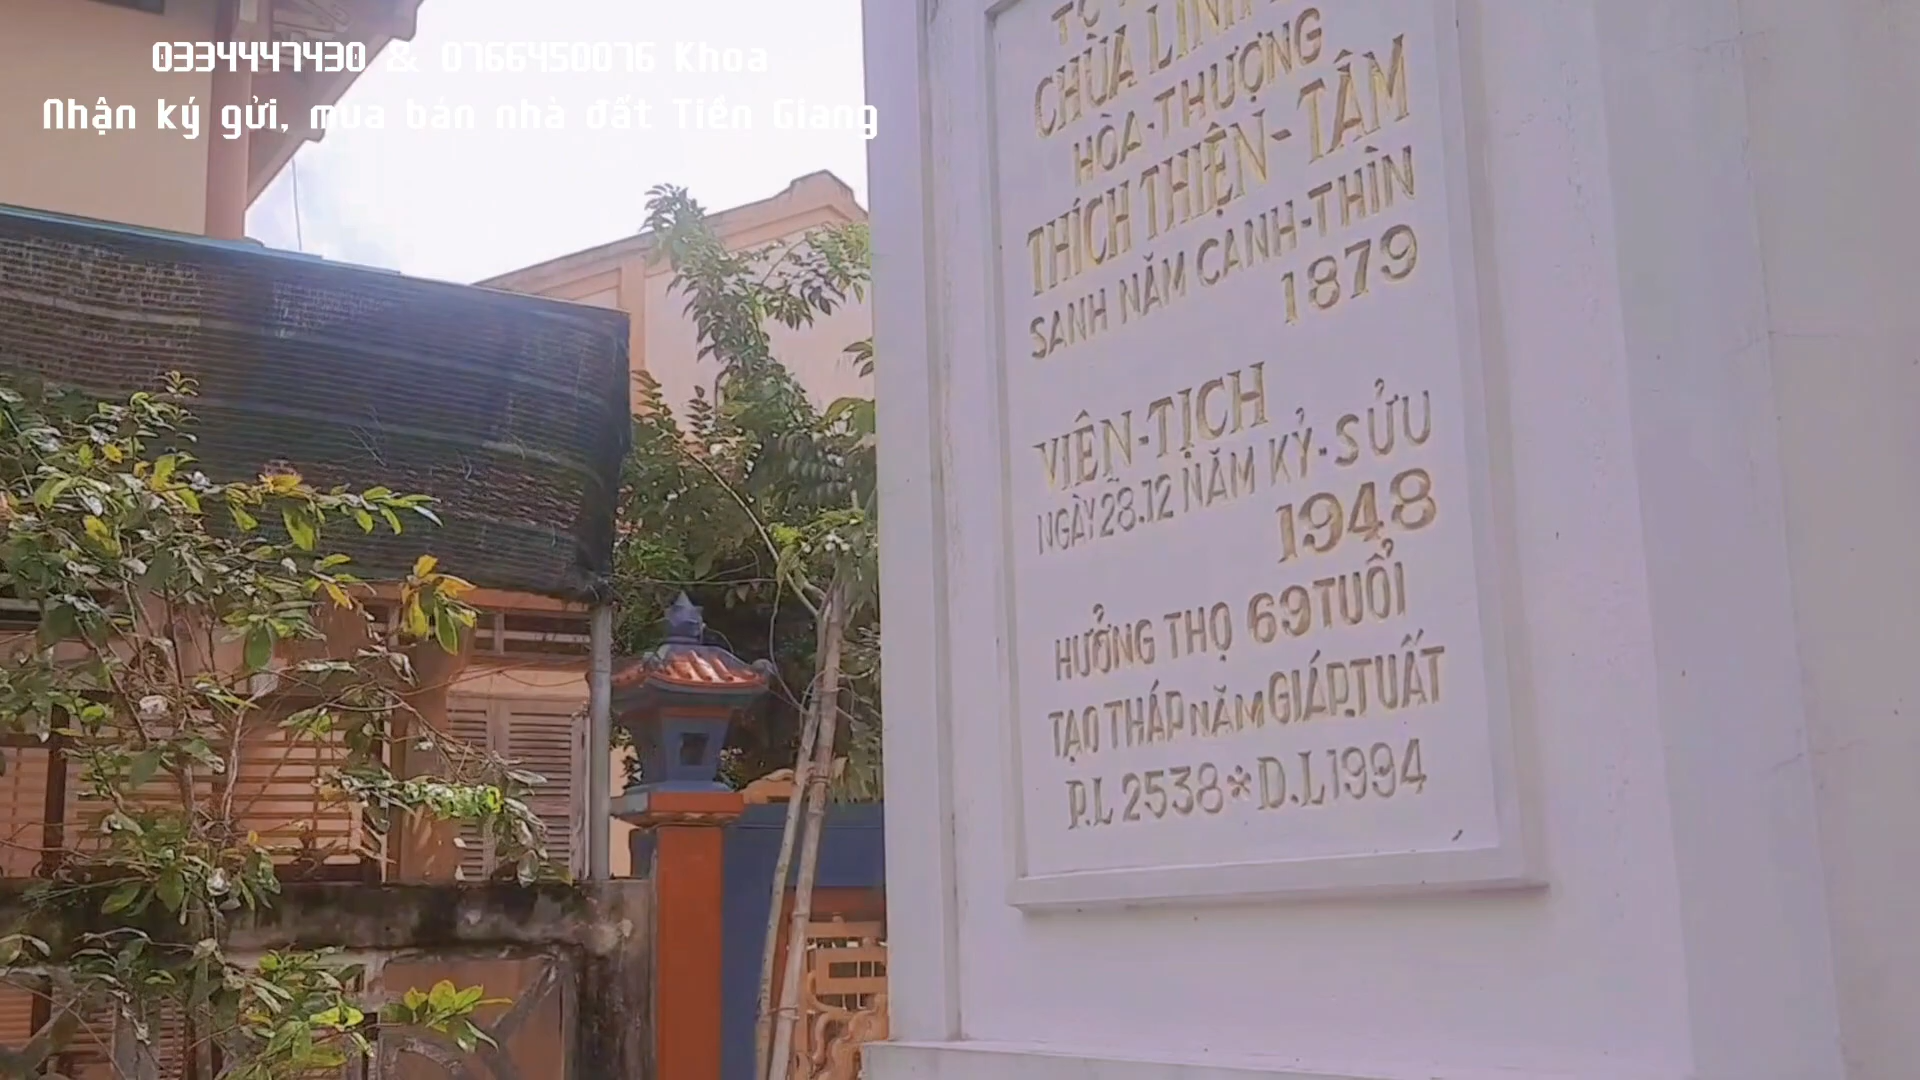 0334447430 & 0766450076 Khoa
Nhận ký gửi, mua bán nhà đất Tiền Giang
CHÙA
HÒA-THƯỢNG
THÍCH THIỆN-TÂM
SANH NĂM CANH-THÌN
1879
VIÊN-TỊCH
NGÀY 28.12 NĂM KỶ-SỬU
1948
HƯỞNG THỌ 69 TUỔI
TẠO THÁP NĂM GIÁP.TUẤT
P.L 2538*D.L1994